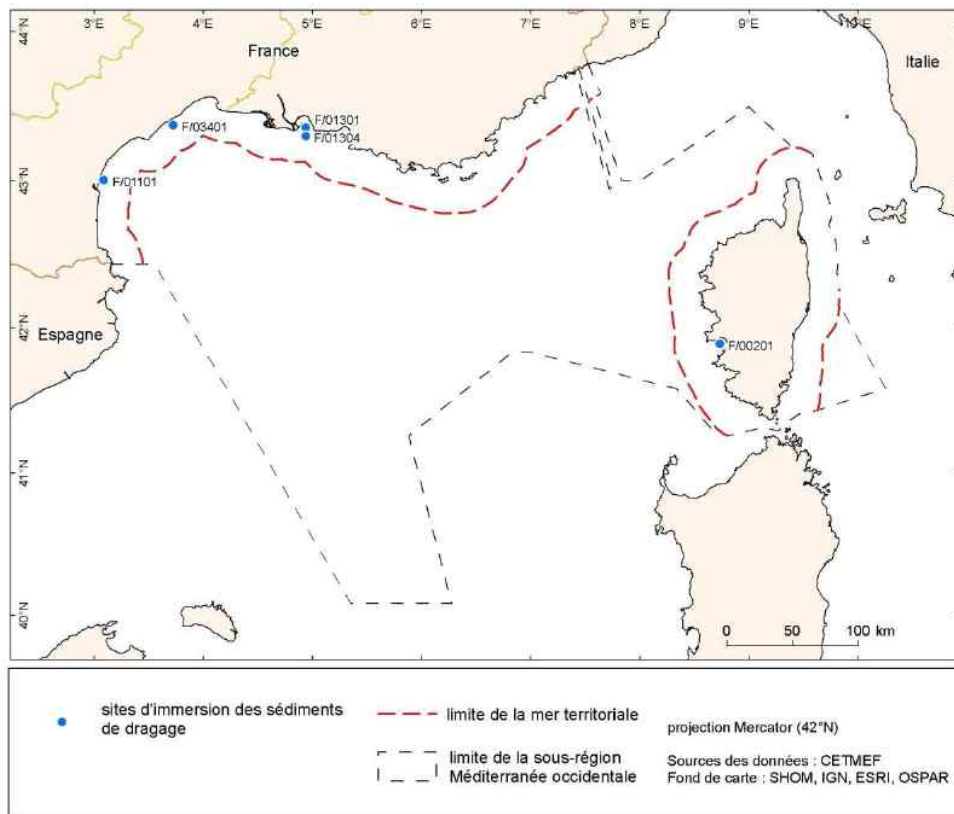 3°E
4°E
5°E
6°E
7°E
8°E
9°E
10°E
44°N
France
Italie
F/01301
F/03401
F/01304
43°N
F/01101
42°N
Espagne
F/00201
41°N
40°N
0 50 100 km
sites d'immersion des sédiments
de dragage
limite de la mer territoriale
projection Mercator (42°N)
limite de la sous-région
Méditerranée occidentale
Sources des données : CETMEF
Fond de carte : SHOM, IGN, ESRI, OSPAR